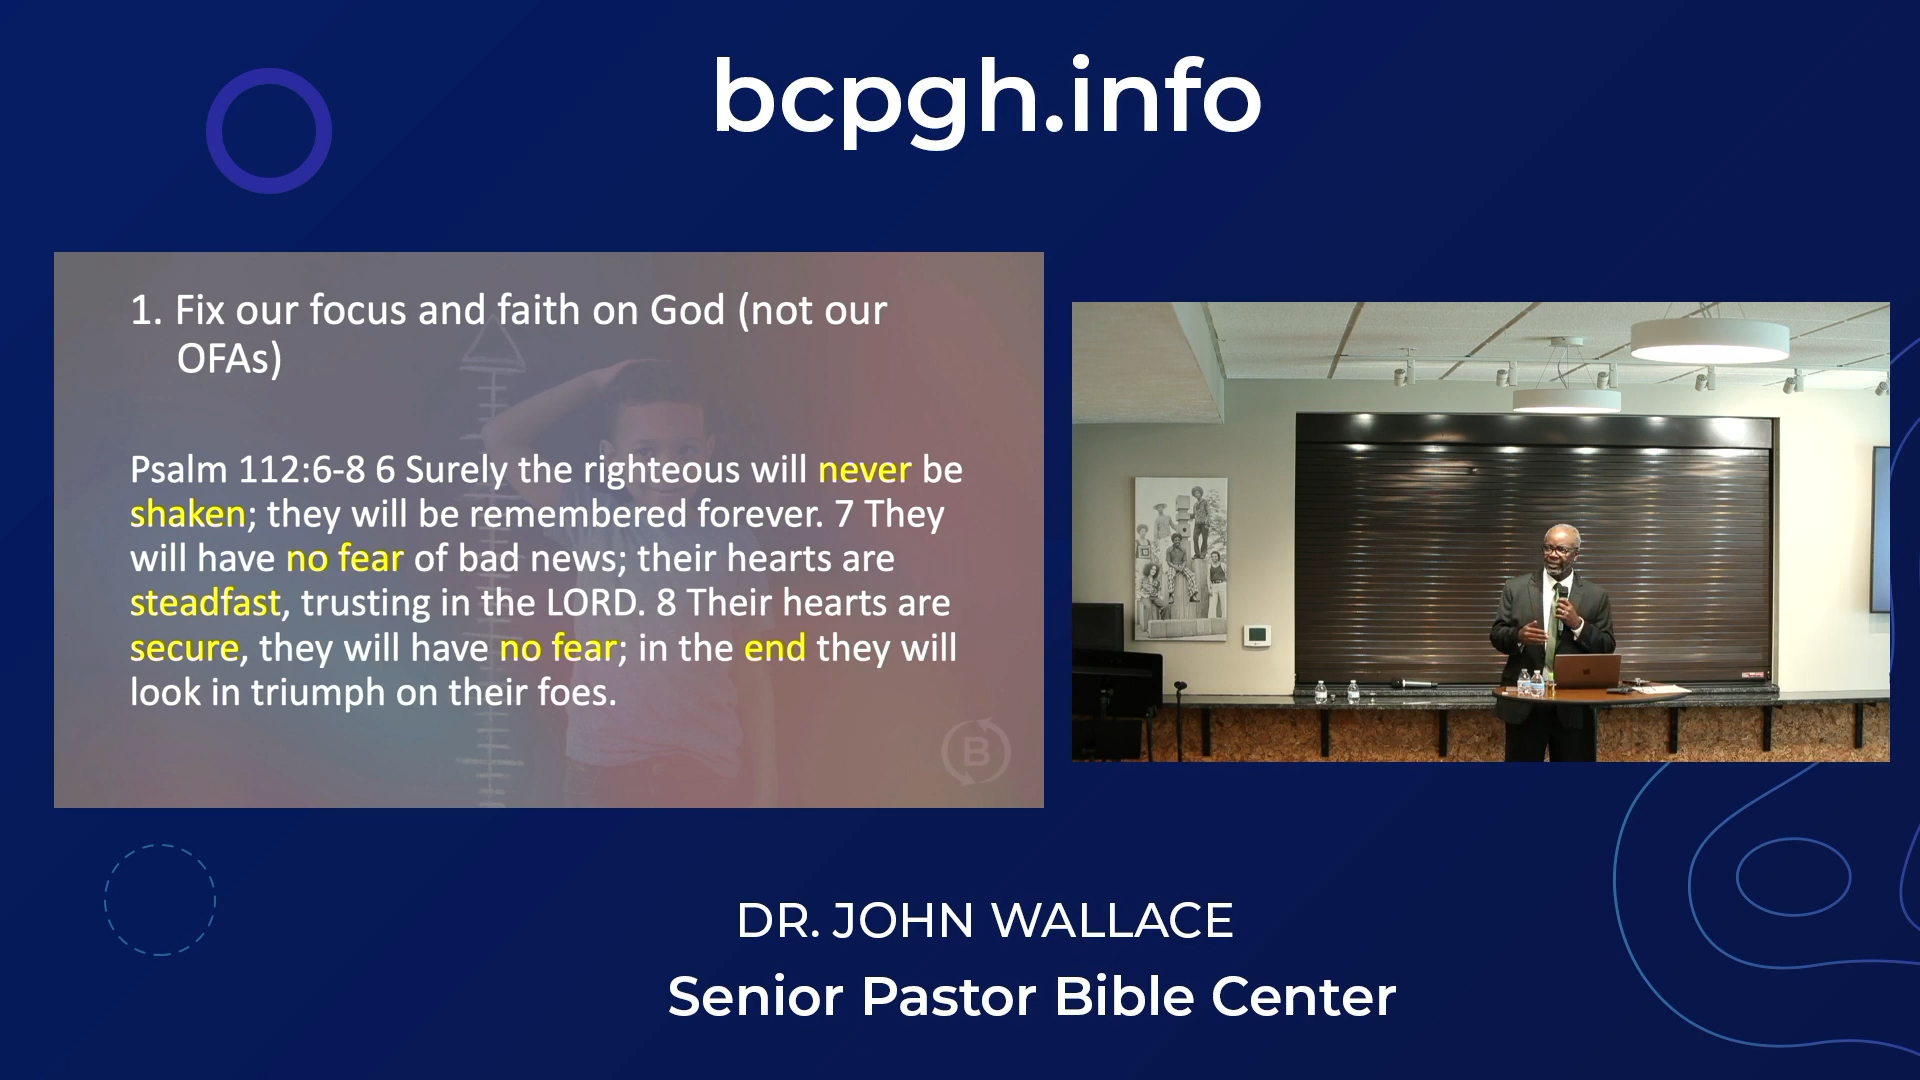 bcpgh.info
1. Fix our focus and faith on God (not our
OFAs)
Psalm 112:6-8 6 Surely the righteous will never be
shaken; they will be remembered forever. 7 They
will have no fear of bad news; their hearts are
steadfast, trusting in the LORD. 8 Their hearts are
secure, they will have no fear; in the end they will
look in triumph on their foes.
B
DR. JOHN WALLACE
Senior Pastor Bible Center